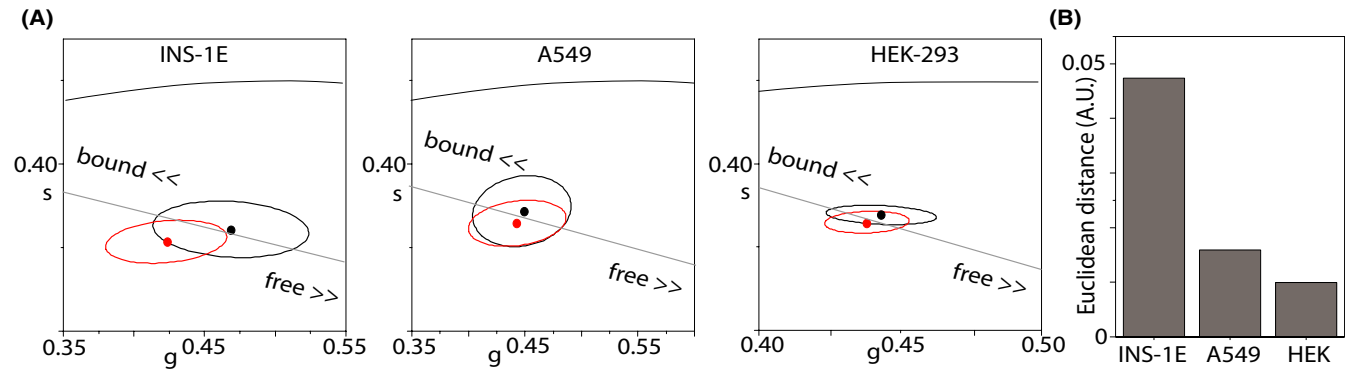 (A)
INS-1E
A549
HEK-293
(B)
0.40
s
bound <<
free >>
0.35
0.45
0.55
g
0.40
s
bound <<
free >>
0.35
0.45
0.55
g
0.40
s
bound <<
free >>
0.40
0.45
0.50
g
Euclidean distance (A.U.)
0.05
0
INS-1E
A549
HEK